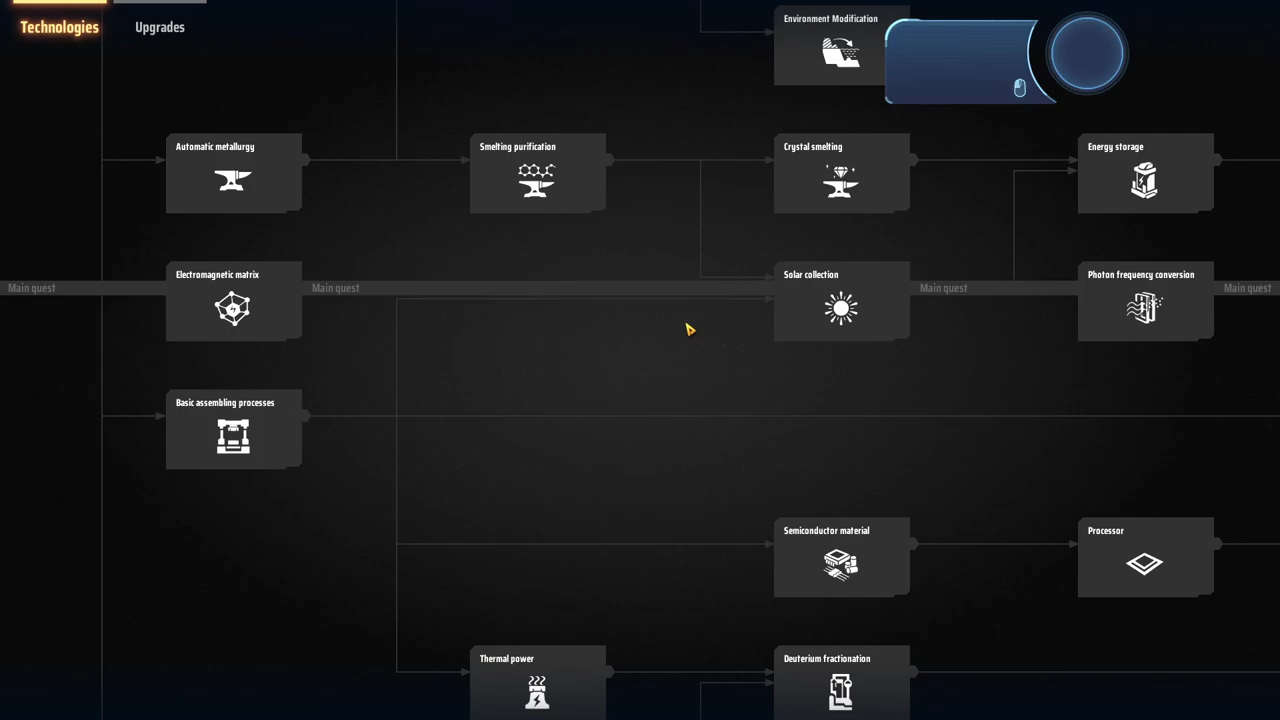 Technologies
Upgrades
Environment Modification
Automatic metallurgy
Smelting purification
Crystal smelting
Energy storage
Main quest
Electromagnetic matrix
Main quest
Solar collection
Main quest
Photon frequency conversion
Main quest
Basic assembling processes
Semiconductor material
Processor
Thermal power
Deuterium fractionation